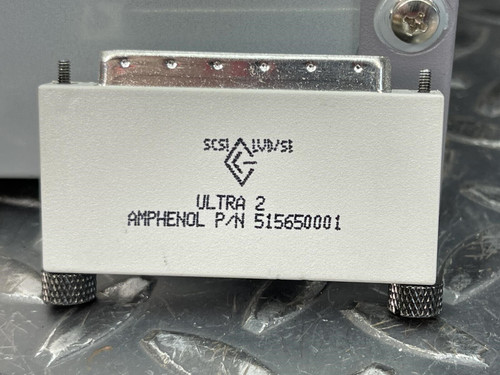 SCSI LVD/SE
ULTRA 2
AMPHENOL P/N 515650001